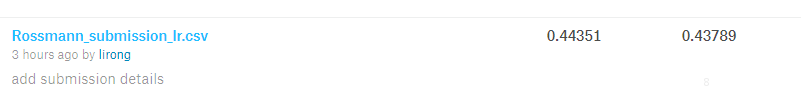 Rossmann_submission_lr.csv 0.44351 0.43789
3 hours ago by lirong
add submission details